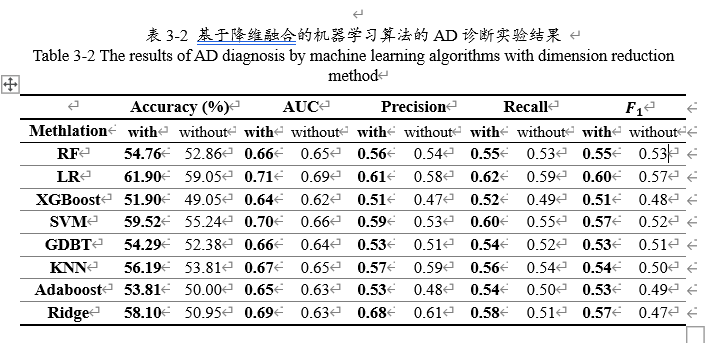 表 3-2 基于降维融合的机器学习算法的 AD 诊断实验结果
Table 3-2 The results of AD diagnosis by machine learning algorithms with dimension reduction
method
Accuracy (%) AUC Precision Recall F₁
Methlation with without with without with without with without with without
RF 54.76 52.86 0.66 0.65 0.56 0.54 0.55 0.53 0.55 0.53
LR 61.90 59.05 0.71 0.69 0.61 0.58 0.62 0.59 0.60 0.57
XGBoost 51.90 49.05 0.64 0.62 0.51 0.47 0.52 0.49 0.51 0.48
SVM 59.52 55.24 0.70 0.66 0.59 0.53 0.60 0.55 0.57 0.52
GDBT 54.29 52.38 0.66 0.64 0.53 0.51 0.54 0.52 0.53 0.51
KNN 56.19 53.81 0.67 0.65 0.57 0.59 0.56 0.54 0.54 0.50
Adaboost 53.81 50.00 0.65 0.63 0.53 0.48 0.54 0.50 0.53 0.49
Ridge 58.10 50.95 0.69 0.63 0.68 0.61 0.58 0.51 0.57 0.47